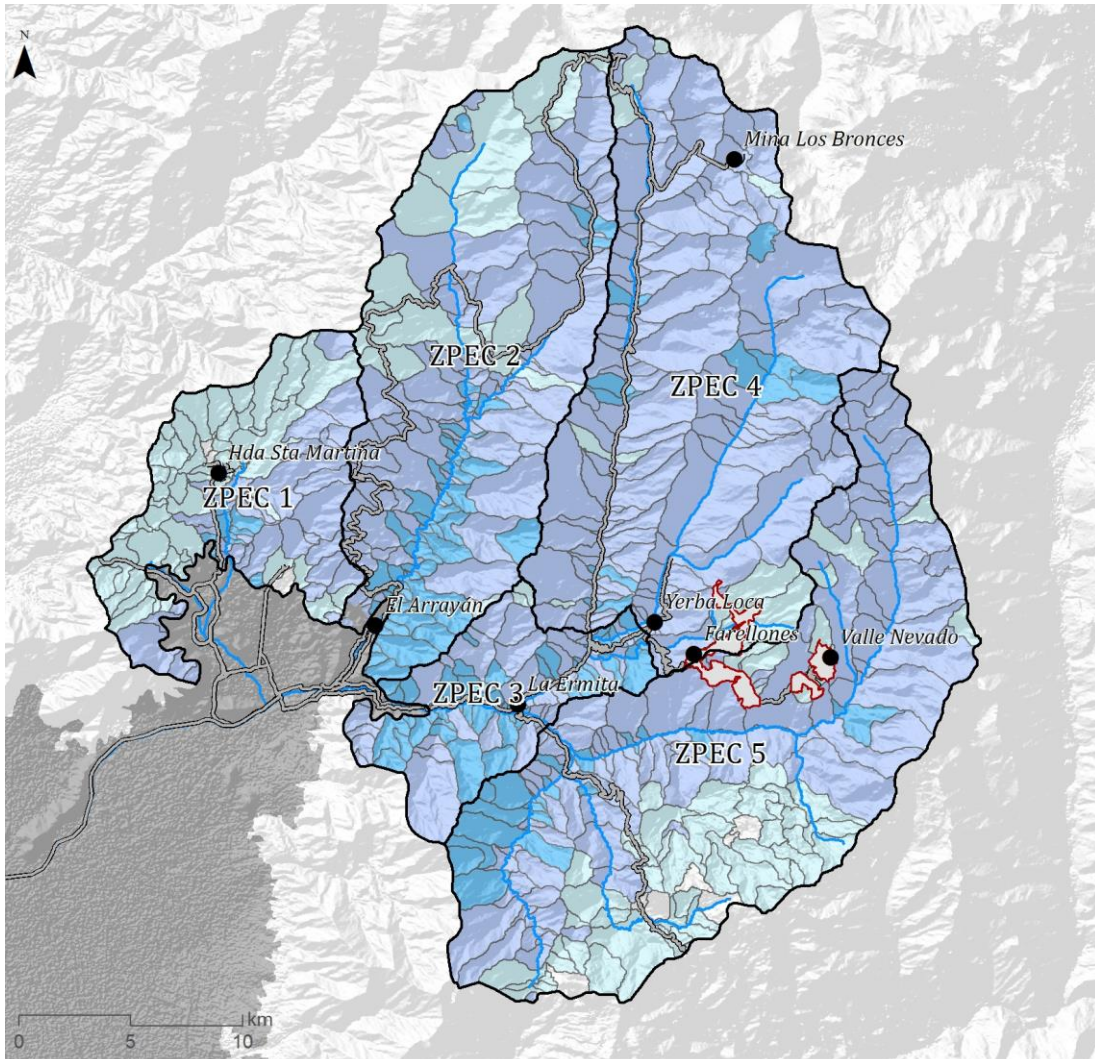 N
Mina Los Bronces
ZPEC 2
ZPEC 4
Hda Sta Martina
ZPEC 1
El Arrayán
Yerba Loca
Farellones
Valle Nevado
ZPEC 3
La Ermita
ZPEC 5
km
0
5
10